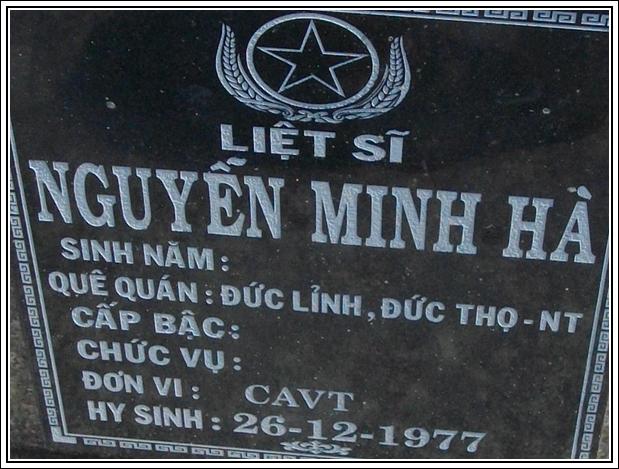 LIỆT SĨ
NGUYỄN MINH HÀ
SINH NĂM :
QUÊ QUÁN : ĐỨC LỈNH, ĐỨC THỌ - NT
CẤP BẬC :
CHỨC VỤ :
ĐƠN VI : CAVT
HY SINH : 26-12-1977